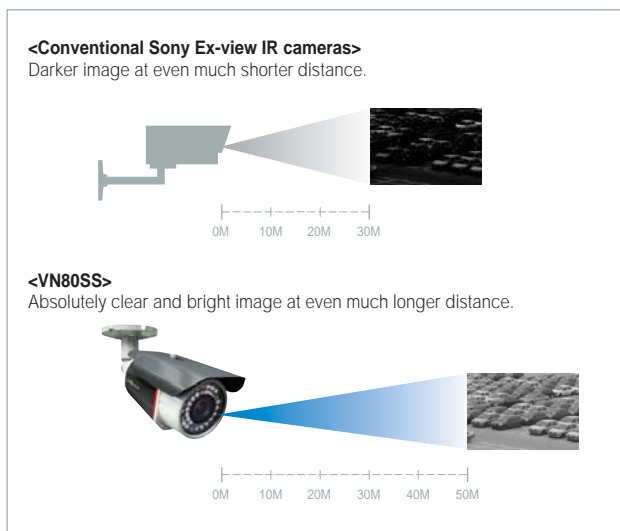 <Conventional Sony Ex-view IR cameras>
Darker image at even much shorter distance.
0M 10M 20M 30M
<VN80SS>
Absolutely clear and bright image at even much longer distance.
0M 10M 20M 30M 40M 50M